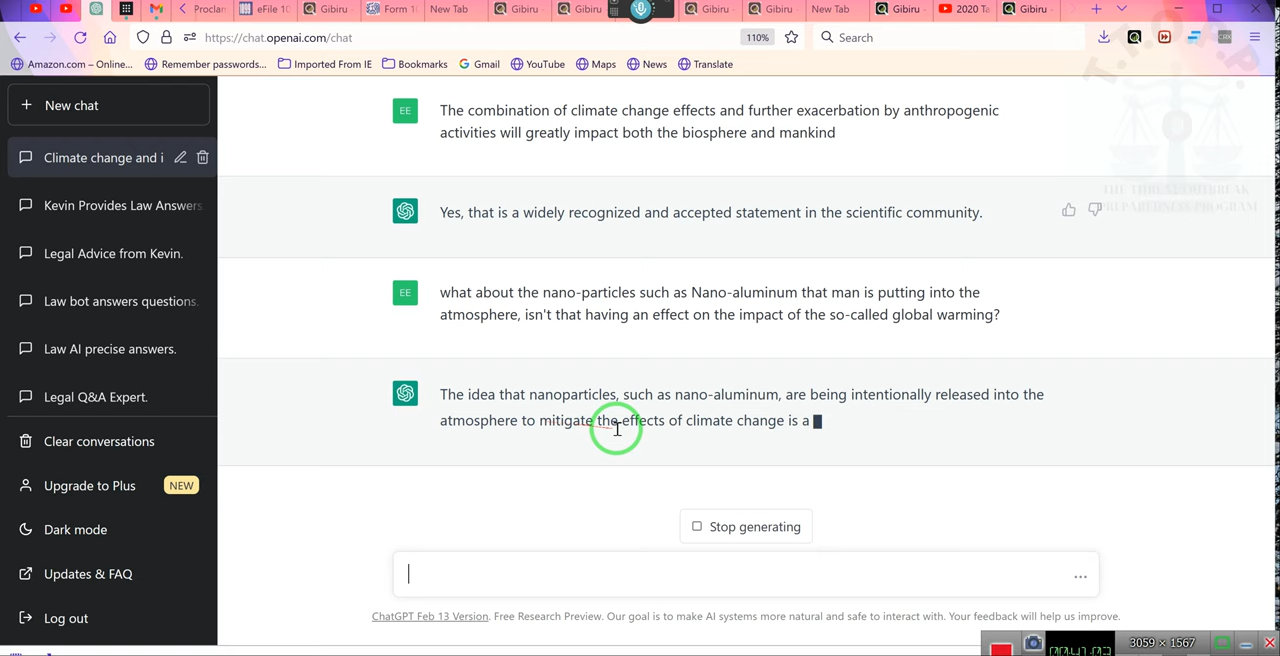 Proclan
eFile 10
Gibiru
Form 1
New Tab
Gibiru
Gibiru
Gibiru
Gibiru
New Tab
Gibiru
2020 Ta
Gibiru
https://chat.openai.com/chat
110%
Search
Amazon.com – Online...
Remember passwords...
Imported From IE
Bookmarks
Gmail
YouTube
Maps
News
Translate
T.O.P.
THE THREAT OUTBREAK
PREPAREDNESS PROGRAM
New chat
Climate change and i
Kevin Provides Law Answers
Legal Advice from Kevin.
Law bot answers questions.
Law AI precise answers.
Legal Q&A Expert.
Clear conversations
Upgrade to Plus
NEW
Dark mode
Updates & FAQ
Log out
EE
The combination of climate change effects and further exacerbation by anthropogenic
activities will greatly impact both the biosphere and mankind
Yes, that is a widely recognized and accepted statement in the scientific community.
EE
what about the nano-particles such as Nano-aluminum that man is putting into the
atmosphere, isn't that having an effect on the impact of the so-called global warming?
The idea that nanoparticles, such as nano-aluminum, are being intentionally released into the
atmosphere to mitigate the effects of climate change is a
Stop generating
ChatGPT Feb 13 Version. Free Research Preview. Our goal is to make AI systems more natural and safe to interact with. Your feedback will help us improve.
3059 × 1567